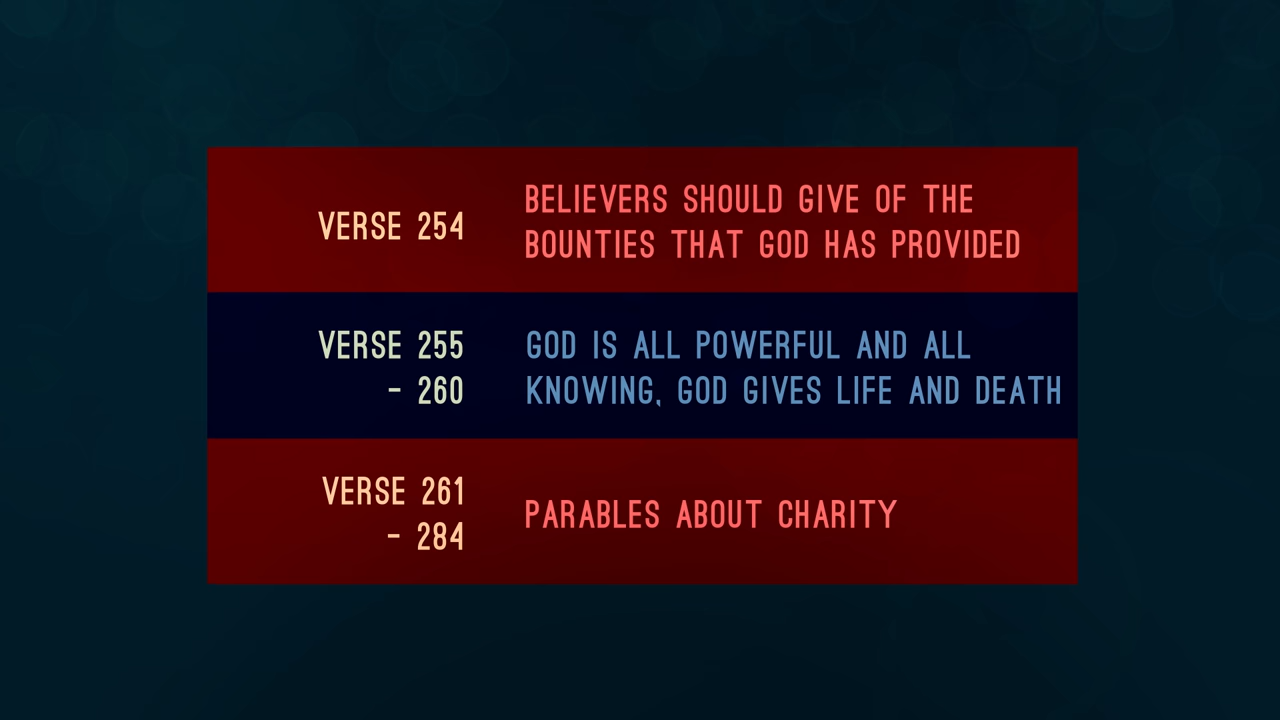 VERSE 254
BELIEVERS SHOULD GIVE OF THE
BOUNTIES THAT GOD HAS PROVIDED
VERSE 255
- 260
GOD IS ALL POWERFUL AND ALL
KNOWING, GOD GIVES LIFE AND DEATH
VERSE 261
- 284
PARABLES ABOUT CHARITY